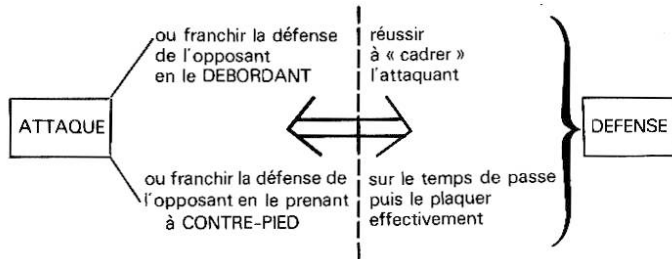 ou franchir la défense
de l'opposant
en le DEBORDANT
réussir
à « cadrer »
l'attaquant
ATTAQUE
DEFENSE
ou franchir la défense de
l'opposant en le prenant
à CONTRE-PIED
sur le temps de passe
puis le plaquer
effectivement